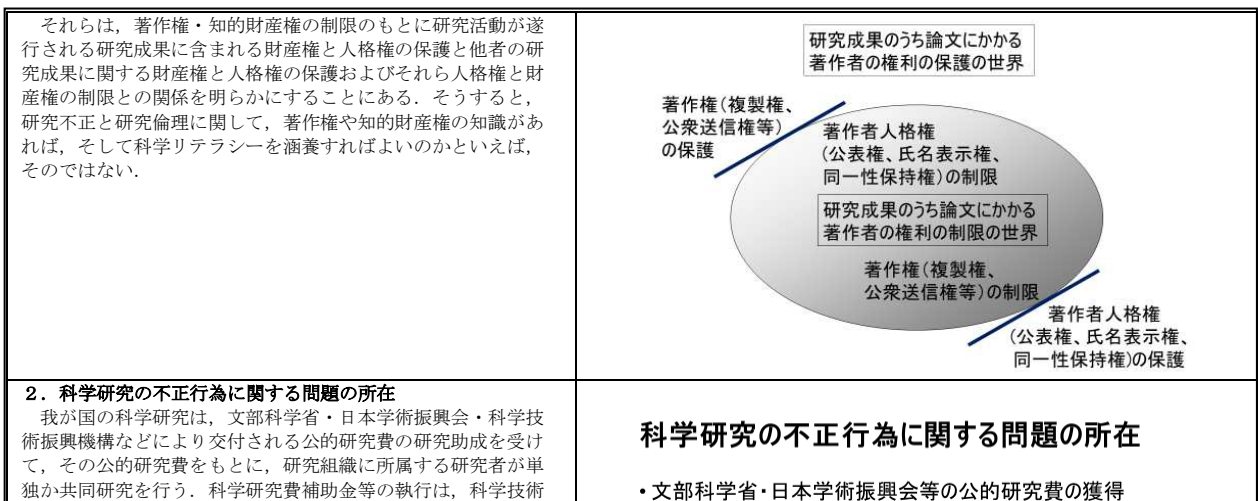 それらは，著作権・知的財産権の制限のもとに研究活動が遂
行される研究成果に含まれる財産権と人格権の保護と他者の研
究成果に関する財産権と人格権の保護およびそれら人格権と財
産権の制限との関係を明らかにすることにある．そうすると，
研究不正と研究倫理に関して，著作権や知的財産権の知識があ
れば，そして科学リテラシーを涵養すればよいのかといえば，
そのではない．
研究成果のうち論文にかかる
著作者の権利の保護の世界
著作権（複製権、
公衆送信権等）
の保護
著作者人格権
（公表権、氏名表示権、
同一性保持権）の制限
研究成果のうち論文にかかる
著作者の権利の制限の世界
著作権（複製権、
公衆送信権等）の制限
著作者人格権
（公表権、氏名表示権、
同一性保持権）の保護
２．科学研究の不正行為に関する問題の所在
我が国の科学研究は，文部科学省・日本学術振興会・科学技
術振興機構などにより交付される公的研究費の研究助成を受け
て，その公的研究費をもとに，研究組織に所属する研究者が単
独か共同研究を行う．科学研究費補助金等の執行は，科学技術
科学研究の不正行為に関する問題の所在
・文部科学省・日本学術振興会等の公的研究費の獲得